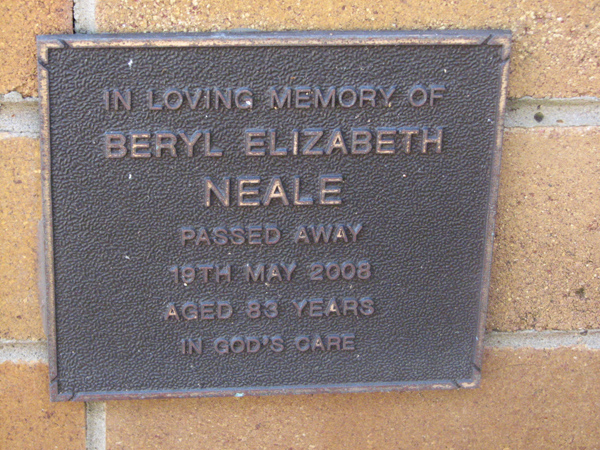 IN LOVING MEMORY OF
BERYL ELIZABETH
NEALE
PASSED AWAY
19TH MAY 2008
AGED 83 YEARS
IN GOD'S CARE